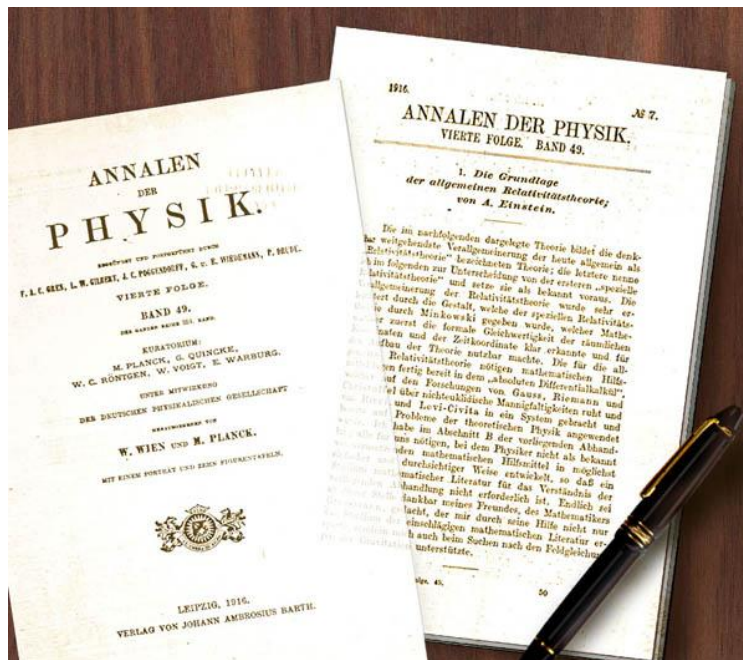 ANNALEN
DER
PHYSIK.
BEGRÜNDET UND FORTGEFÜHRT DURCH
F. A. C. GREN, L. W. GILBERT, J. C. POGGENDORFF, G. U. E. WIEDEMANN, P. DRUDE.
VIERTE FOLGE.
BAND 49.
DER GANZEN REIHE BAND.
KURATORIUM:
M. PLANCK, G. QUINCKE,
W. C. RÖNTGEN, W. VOIGT, E. WARBURG.
UNTER MITWIRKUNG
DER DEUTSCHEN PHYSIKALISCHEN GESELLSCHAFT
HERAUSGEGEBEN VON
W. WIEN UND M. PLANCK.
MIT EINEM PORTRÄT UND ZEHN FIGURENTAFELN.
LEIPZIG, 1916.
VERLAG VON JOHANN AMBROSIUS BARTH.
1916. № 7.
ANNALEN DER PHYSIK.
VIERTE FOLGE. BAND 49.
1. Die Grundlage
der allgemeinen Relativitätstheorie;
von A. Einstein.
Die im nachfolgenden dargelegte Theorie bildet die denk-
weitgehendste Verallgemeinerung der heute allgemein als
„Relativitätstheorie“ bezeichneten Theorie; die letztere nenne
im folgenden zur Unterscheidung von der ersteren „spezielle
Relativitätstheorie“ und setze sie als bekannt voraus. Die
Verallgemeinerung der Relativitätstheorie wurde sehr er-
durch die Gestalt, welche der speziellen Relativitäts-
durch Minkowski gegeben wurde, welcher Mathe-
zuerst die formale Gleichwertigkeit der räumlichen
und der Zeitkoordinate klar erkannte und für
Aufbau der Theorie nutzbar machte. Die für die all-
Relativitätstheorie nötigen mathematischen Hilfs-
fertig bereit in dem „absoluten Differentialkalkül“,
auf den Forschungen von Gauss, Riemann und
über nichteuklidische Mannigfaltigkeiten ruht und
und Levi-Civita in ein System gebracht und
Probleme der theoretischen Physik angewendet
habe im Abschnitt B der vorliegenden Abhand-
uns nötigen, bei dem Physiker nicht als bekannt
mathematischen Hilfsmittel in möglichst
durchsichtiger Weise entwickelt, so daß ein
mathematischer Literatur für das Verständnis der
Abhandlung nicht erforderlich ist. Endlich sei
dankbar meines Freundes, des Mathematikers
gedacht, der mir durch seine Hilfe nicht nur
einschlägigen mathematischen Literatur er-
auch beim Suchen nach den Feldgleichun-
unterstützte.
Folge. 49. 50